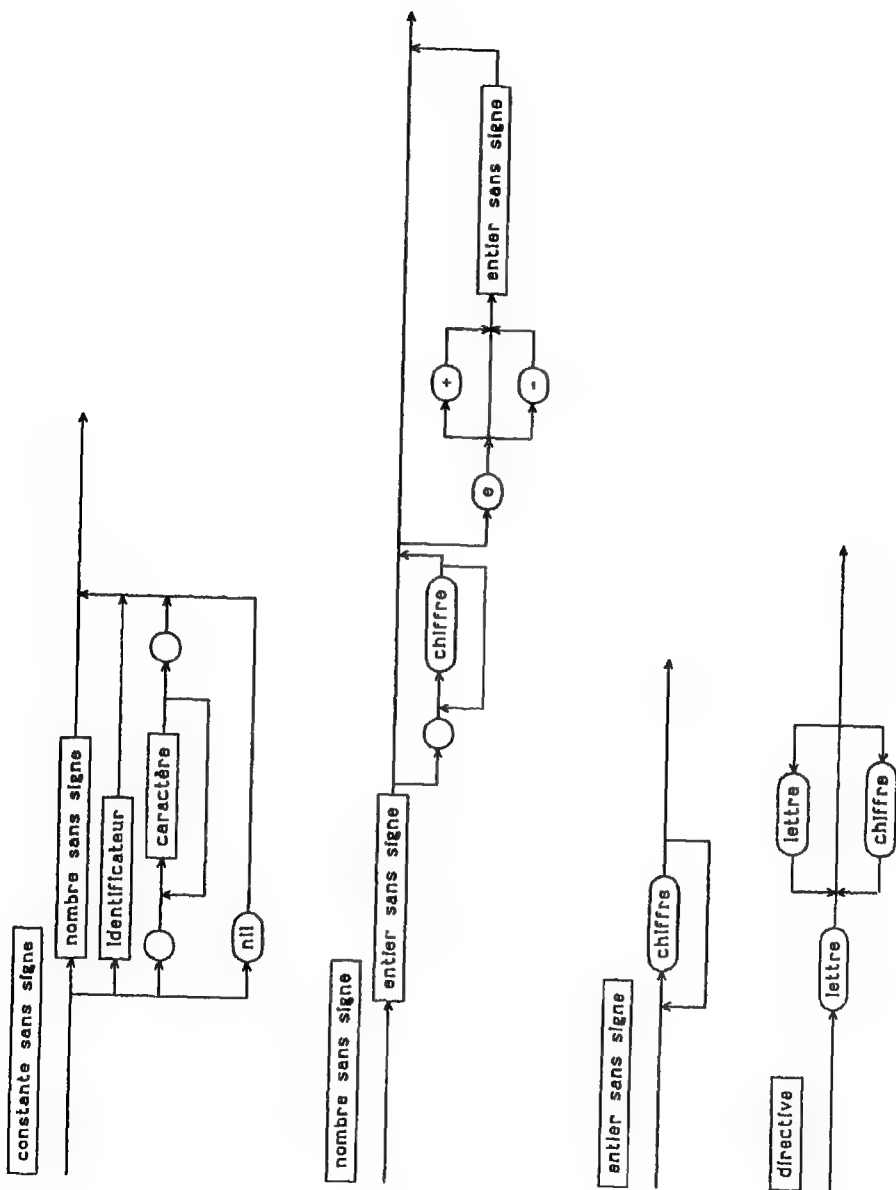 constante sans signe
nombre sans signe
identificateur
caractère
nil
nombre sans signe
entier sans signe
chiffre
e
+
-
entier sans signe
entier sans signe
chiffre
directive
lettre
lettre
chiffre